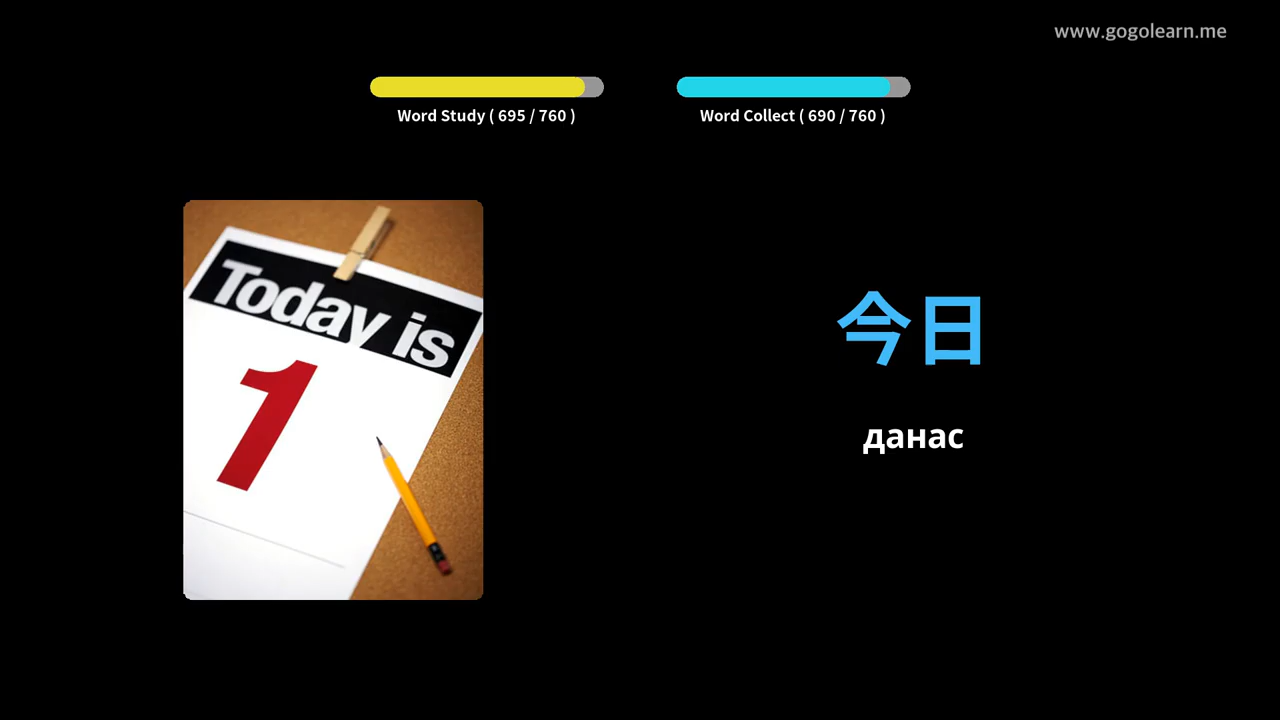 www.gogolearn.me
Word Study ( 695 / 760 )
Word Collect ( 690 / 760 )
Today is
1
今日
данас